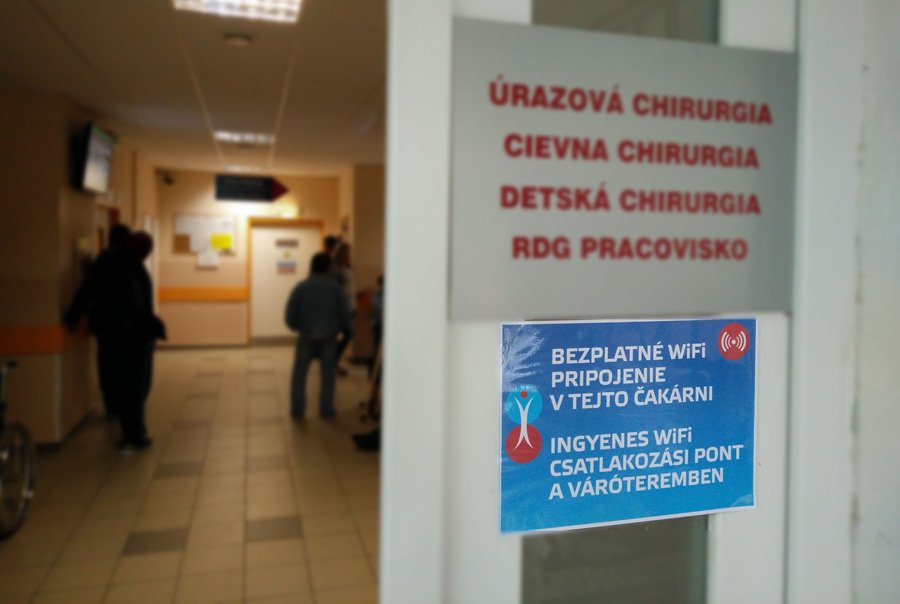 ÚRAZOVÁ CHIRURGIA
CIEVNA CHIRURGIA
DETSKÁ CHIRURGIA
RDG PRACOVISKO
BEZPLATNÉ WiFi
PRIPOJENIE
V TEJTO ČAKÁRNI
INGYENES WiFi
CSATLAKOZÁSI PONT
A VÁRÓTEREMBEN